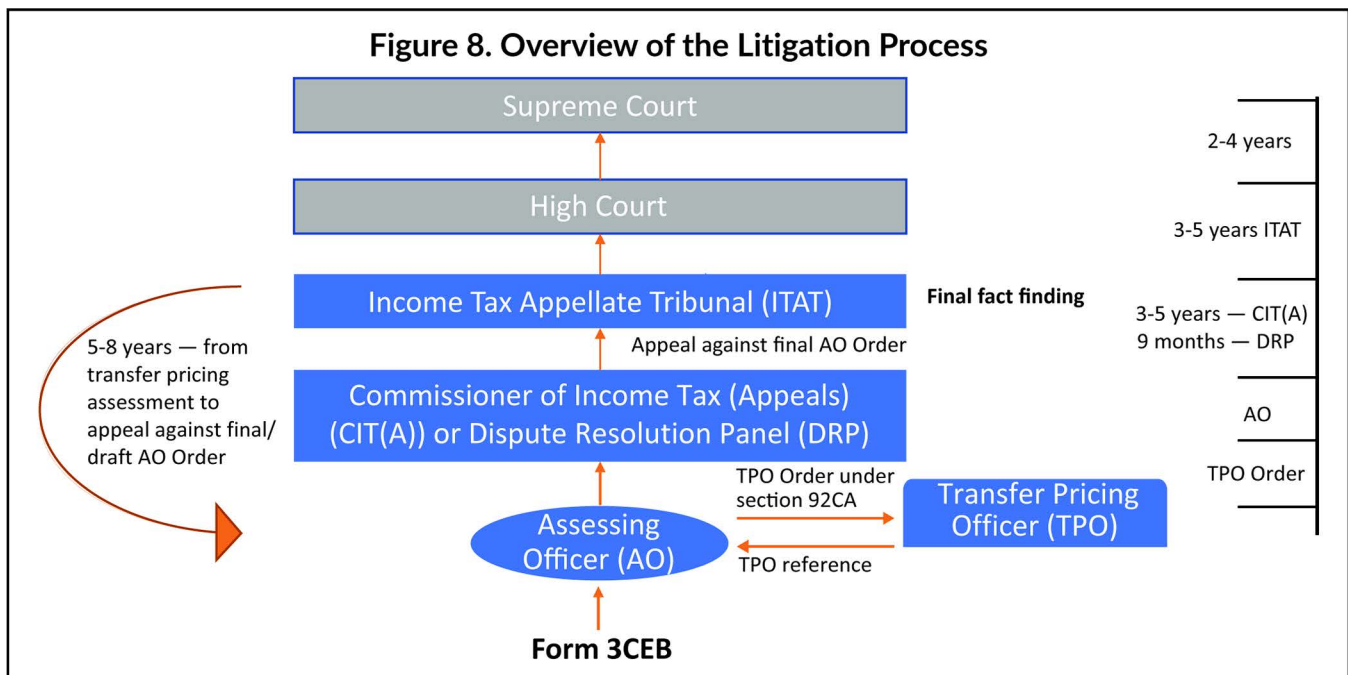 Figure 8. Overview of the Litigation Process
Supreme Court
2-4 years
High Court
3-5 years ITAT
Income Tax Appellate Tribunal (ITAT)
Final fact finding
3-5 years — CIT(A)
9 months — DRP
Appeal against final AO Order
5-8 years — from
transfer pricing
assessment to
appeal against final/
draft AO Order
Commissioner of Income Tax (Appeals)
(CIT(A)) or Dispute Resolution Panel (DRP)
AO
TPO Order under
section 92CA
TPO Order
Transfer Pricing
Officer (TPO)
Assessing
Officer (AO)
TPO reference
Form 3CEB